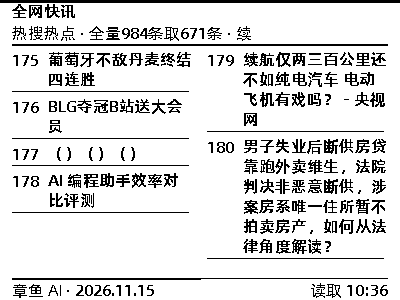 全网快讯
热搜热点 · 全量984条取671条 · 续
175 葡萄牙不敌丹麦终结
四连胜
176 BLG夺冠B站送大会
员
177 （ ）（ ）（ ）
178 AI 编程助手效率对
比评测
179 续航仅两三百公里还
不如纯电汽车 电动
飞机有戏吗？ - 央视
网
180 男子失业后断供房贷
靠跑外卖维生，法院
判决非恶意断供，涉
案房系唯一住所暂不
拍卖房产，如何从法
律角度解读？
章鱼 AI · 2026.11.15
读取 10:36